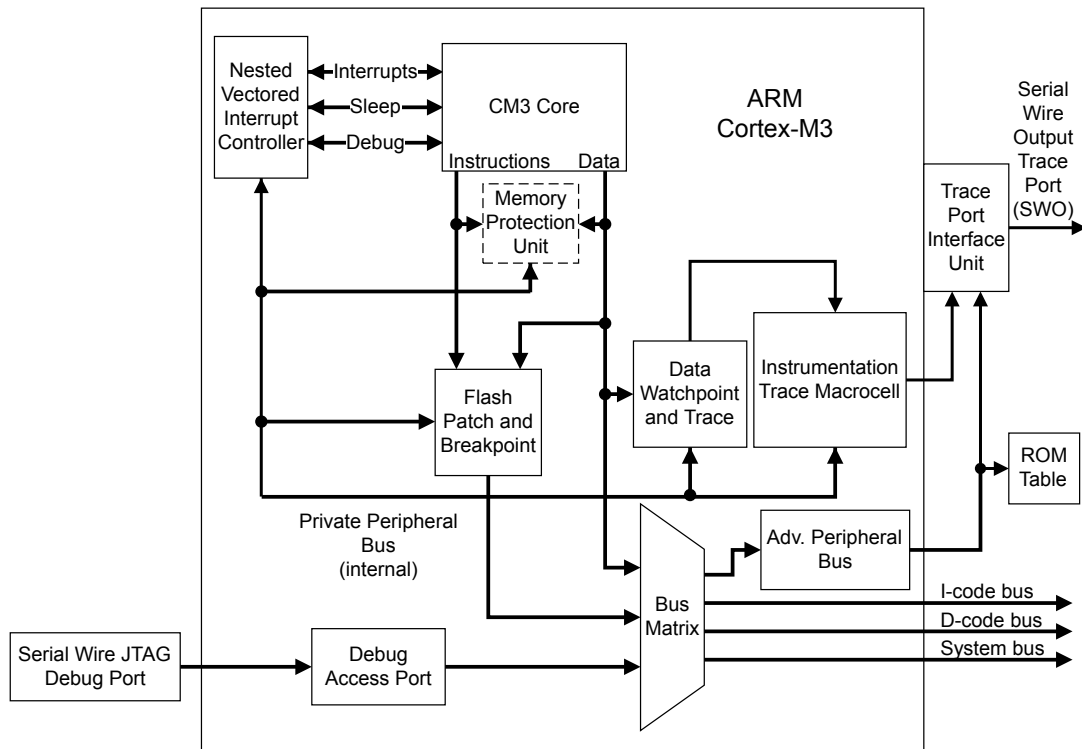 Nested
Vectored
Interrupt
Controller
Interrupts
Sleep
Debug
CM3 Core
Instructions
Data
ARM
Cortex-M3
Serial
Wire
Output
Trace
Port
(SWO)
Memory
Protection
Unit
Trace
Port
Interface
Unit
Flash
Patch and
Breakpoint
Data
Watchpoint
and Trace
Instrumentation
Trace Macrocell
ROM
Table
Private Peripheral
Bus
(internal)
Adv. Peripheral
Bus
Bus
Matrix
I-code bus
D-code bus
System bus
Serial Wire JTAG
Debug Port
Debug
Access Port